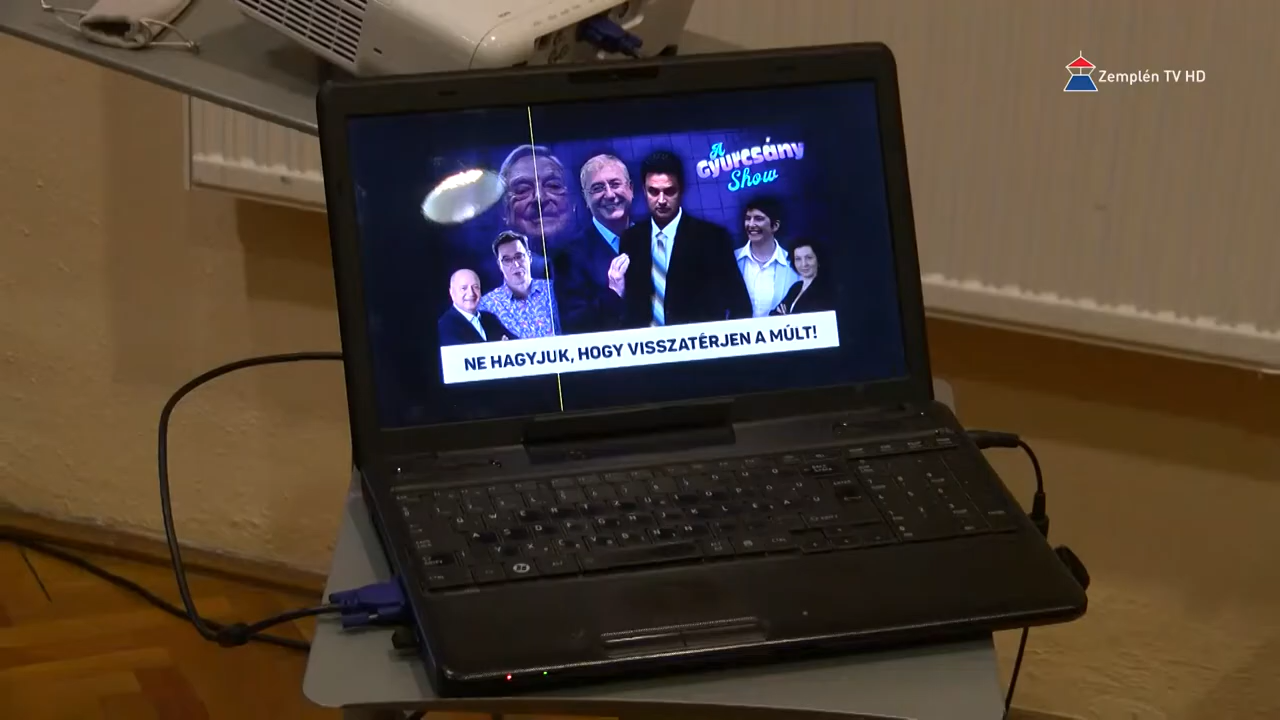 Zemplén TV HD
A
Gyurcsány
Show
NE HAGYJUK, HOGY VISSZATÉRJEN A MÚLT!